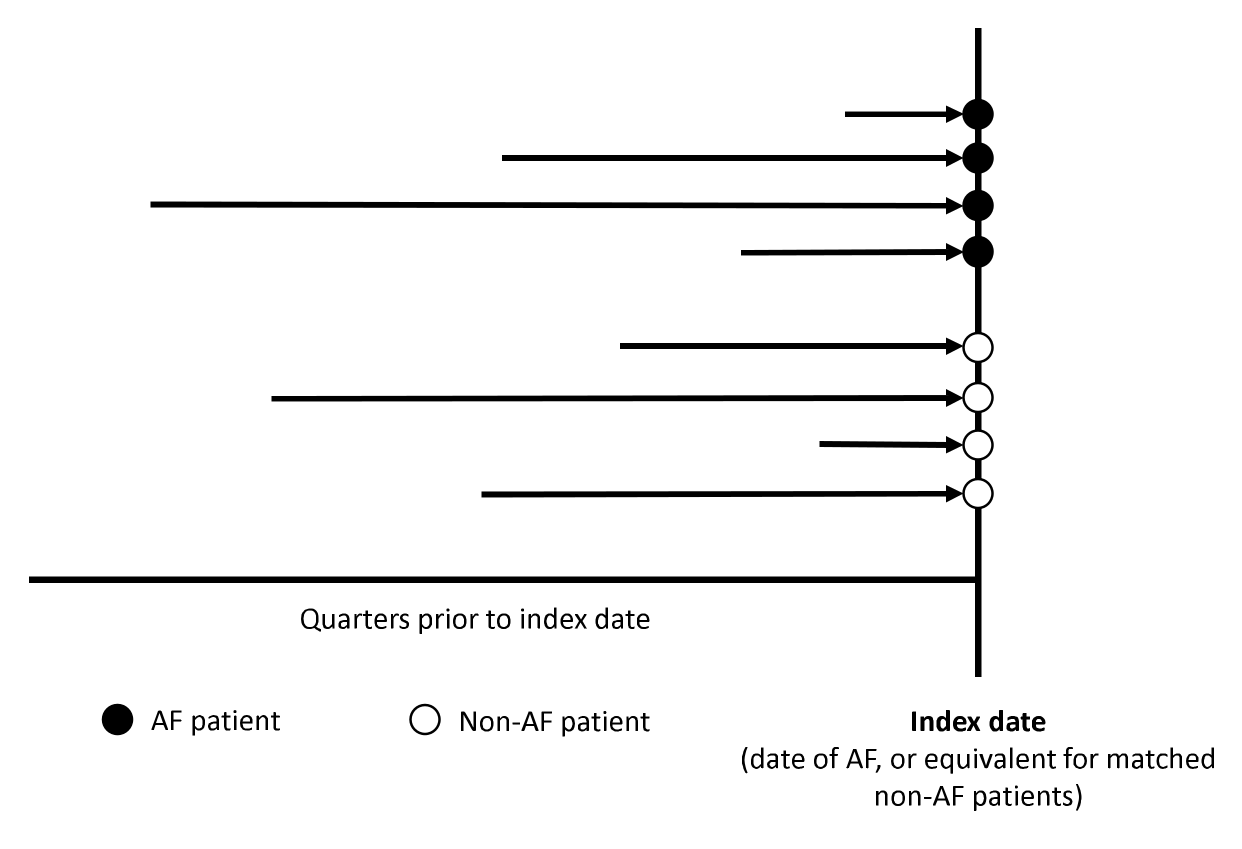 Quarters prior to index date
AF patient
Non-AF patient
Index date
(date of AF, or equivalent for matched
non-AF patients)